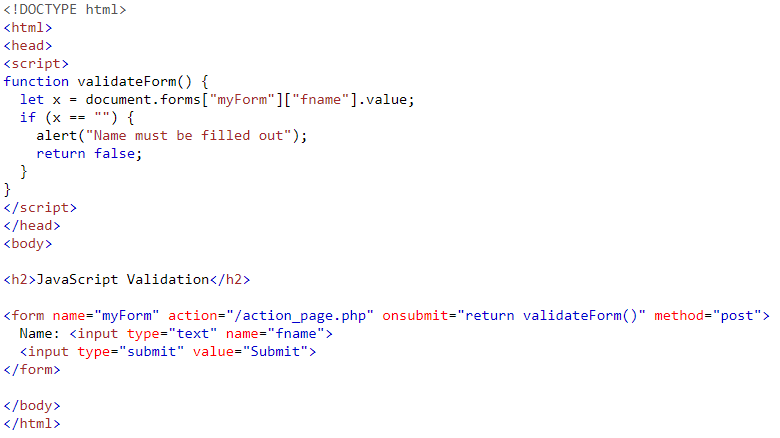 <!DOCTYPE html>
<html>
<head>
<script>
function validateForm() {
  let x = document.forms["myForm"]["fname"].value;
  if (x == "") {
    alert("Name must be filled out");
    return false;
  }
}
</script>
</head>
<body>

<h2>JavaScript Validation</h2>

<form name="myForm" action="/action_page.php" onsubmit="return validateForm()" method="post">
  Name: <input type="text" name="fname">
  <input type="submit" value="Submit">
</form>

</body>
</html>